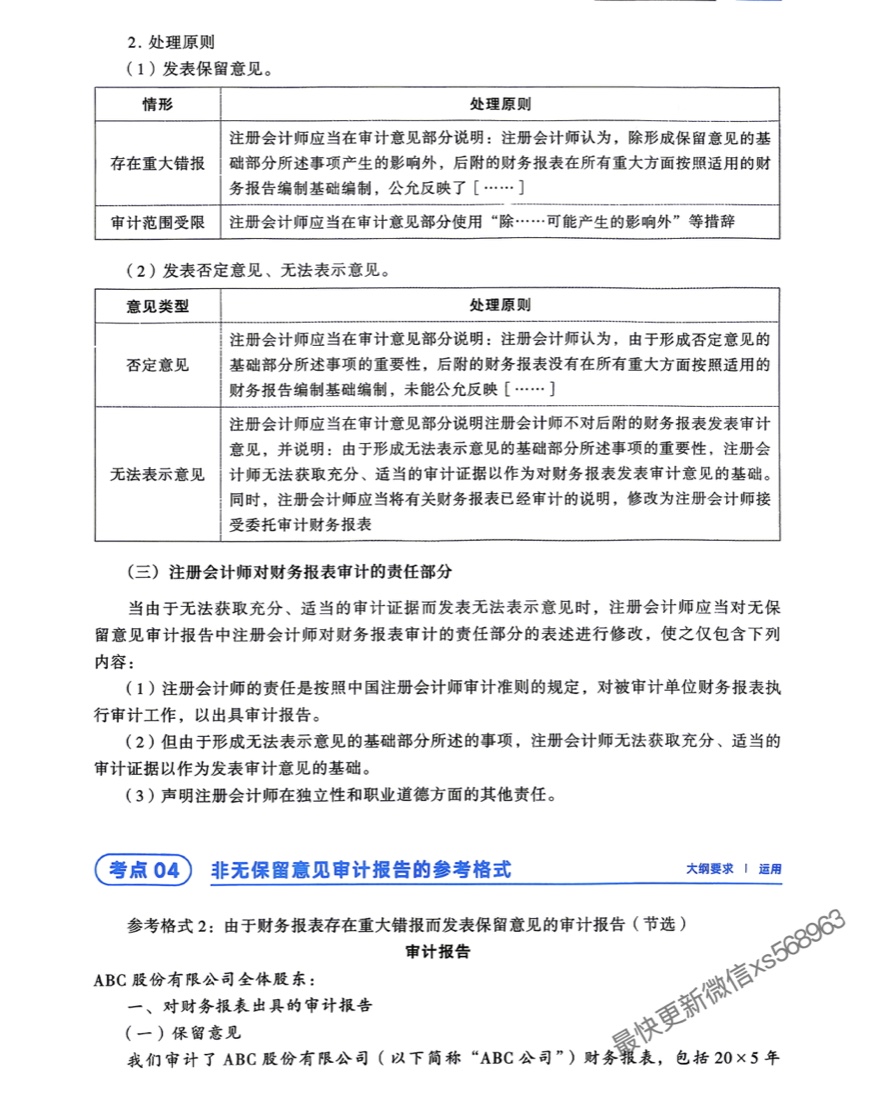 2. 处理原则
（1）发表保留意见。
情形
处理原则
存在重大错报
注册会计师应当在审计意见部分说明：注册会计师认为，除形成保留意见的基
础部分所述事项产生的影响外，后附的财务报表在所有重大方面按照适用的财
务报告编制基础编制，公允反映了［……］
审计范围受限
注册会计师应当在审计意见部分使用“除……可能产生的影响外”等措辞
（2）发表否定意见、无法表示意见。
意见类型
处理原则
否定意见
注册会计师应当在审计意见部分说明：注册会计师认为，由于形成否定意见的
基础部分所述事项的重要性，后附的财务报表没有在所有重大方面按照适用的
财务报告编制基础编制，未能公允反映［……］
无法表示意见
注册会计师应当在审计意见部分说明注册会计师不对后附的财务报表发表审计
意见，并说明：由于形成无法表示意见的基础部分所述事项的重要性，注册会
计师无法获取充分、适当的审计证据以作为对财务报表发表审计意见的基础。
同时，注册会计师应当将有关财务报表已经审计的说明，修改为注册会计师接
受委托审计财务报表
（三）注册会计师对财务报表审计的责任部分
当由于无法获取充分、适当的审计证据而发表无法表示意见时，注册会计师应当对无保
留意见审计报告中注册会计师对财务报表审计的责任部分的表述进行修改，使之仅包含下列
内容：
（1）注册会计师的责任是按照中国注册会计师审计准则的规定，对被审计单位财务报表执
行审计工作，以出具审计报告。
（2）但由于形成无法表示意见的基础部分所述的事项，注册会计师无法获取充分、适当的
审计证据以作为发表审计意见的基础。
（3）声明注册会计师在独立性和职业道德方面的其他责任。
考点 04
非无保留意见审计报告的参考格式
大纲要求 | 运用
参考格式 2：由于财务报表存在重大错报而发表保留意见的审计报告（节选）
审计报告
ABC 股份有限公司全体股东：
一、对财务报表出具的审计报告
（一）保留意见
我们审计了 ABC 股份有限公司（以下简称“ABC 公司”）财务报表，包括 20×5 年
最快更新微信xs568963